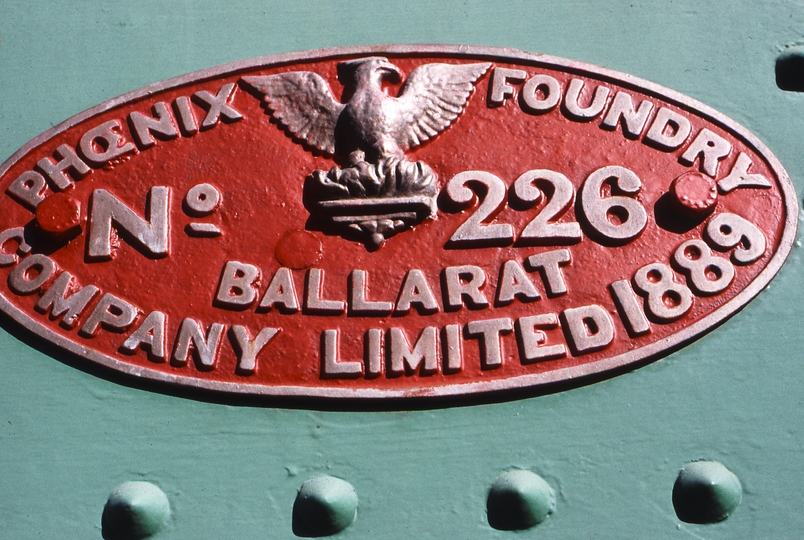 PHŒNIX FOUNDRY
Nº 226
BALLARAT
COMPANY LIMITED 1889